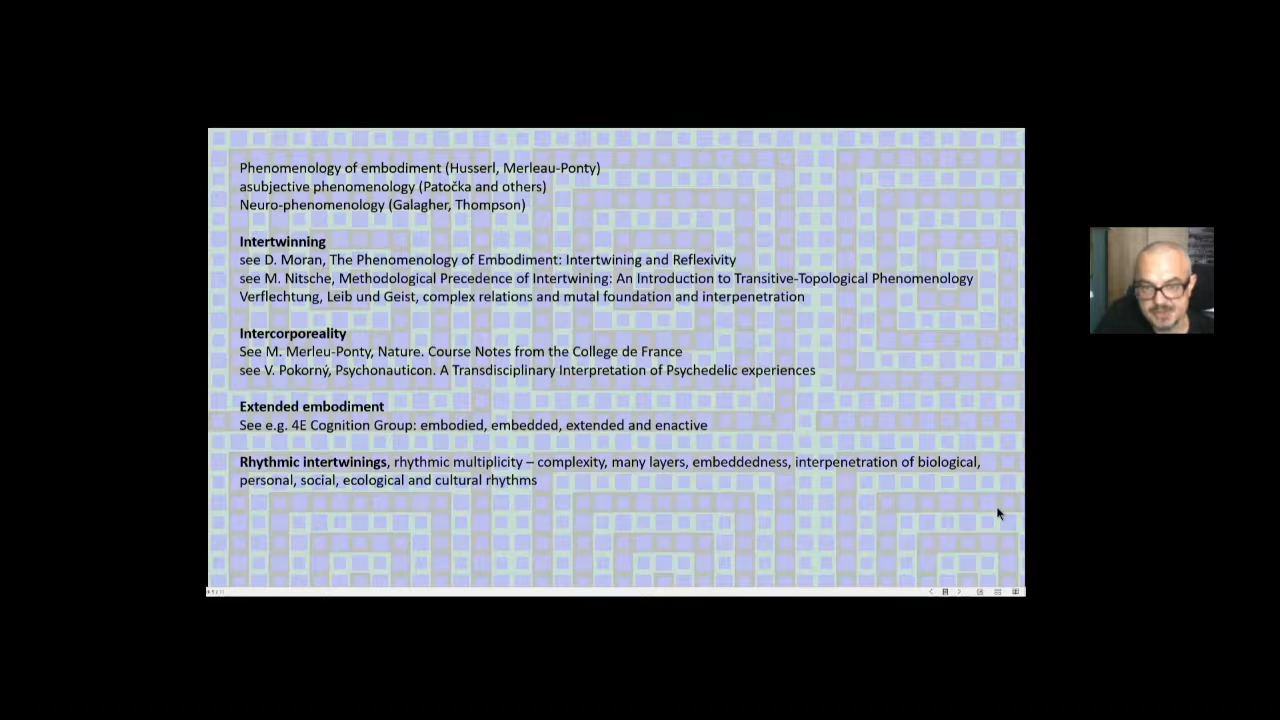 Phenomenology of embodiment (Husserl, Merleau-Ponty)
asubjective phenomenology (Patočka and others)
Neuro-phenomenology (Galagher, Thompson)
Intertwinning
see D. Moran, The Phenomenology of Embodiment: Intertwining and Reflexivity
see M. Nitsche, Methodological Precedence of Intertwining: An Introduction to Transitive-Topological Phenomenology
Verflechtung, Leib und Geist, complex relations and mutal foundation and interpenetration
Intercorporeality
See M. Merleu-Ponty, Nature. Course Notes from the College de France
see V. Pokorný, Psychonauticon. A Transdisciplinary Interpretation of Psychedelic experiences
Extended embodiment
See e.g. 4E Cognition Group: embodied, embedded, extended and enactive
Rhythmic intertwinings, rhythmic multiplicity – complexity, many layers, embeddedness, interpenetration of biological,
personal, social, ecological and cultural rhythms